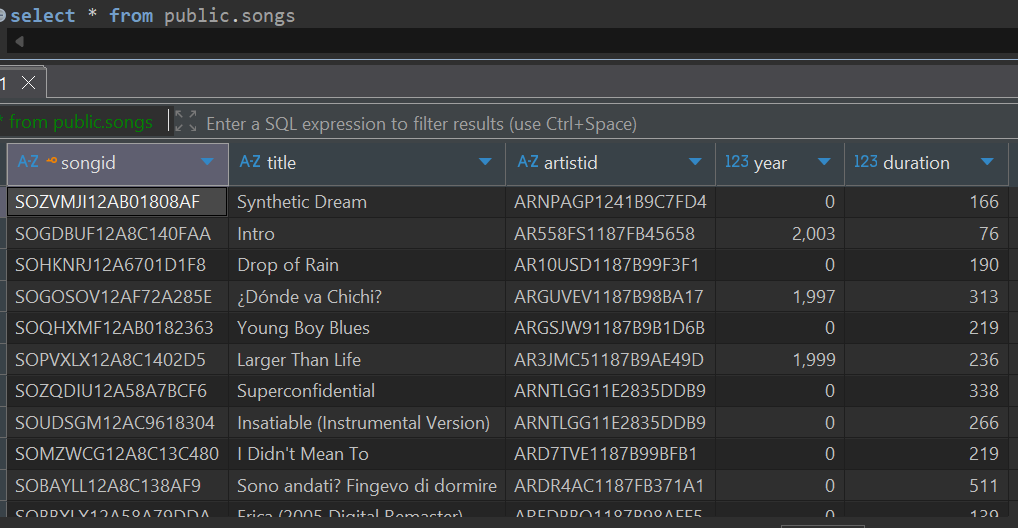 select * from public.songs
1
from public.songs Enter a SQL expression to filter results (use Ctrl+Space)
A-Z songid A-Z title A-Z artistid 123 year 123 duration
SOZVMJI12AB01808AF Synthetic Dream ARNPAGP1241B9C7FD4 0 166
SOGDBUF12A8C140FAA Intro AR558FS1187FB45658 2,003 76
SOHKNRJ12A6701D1F8 Drop of Rain AR10USD1187B99F3F1 0 190
SOGOSOV12AF72A285E ¿Dónde va Chichi? ARGUVEV1187B98BA17 1,997 313
SOQHXMF12AB0182363 Young Boy Blues ARGSJW91187B9B1D6B 0 219
SOPVXLX12A8C1402D5 Larger Than Life AR3JMC51187B9AE49D 1,999 236
SOZQDIU12A58A7BCF6 Superconfidential ARNTLGG11E2835DDB9 0 338
SOUDSGM12AC9618304 Insatiable (Instrumental Version) ARNTLGG11E2835DDB9 0 266
SOMZWCG12A8C13C480 I Didn't Mean To ARD7TVE1187B99BFB1 0 219
SOBAYLL12A8C138AF9 Sono andati? Fingevo di dormire ARDR4AC1187FB371A1 0 511
Erica (2005 Digital Remaster) 0 139